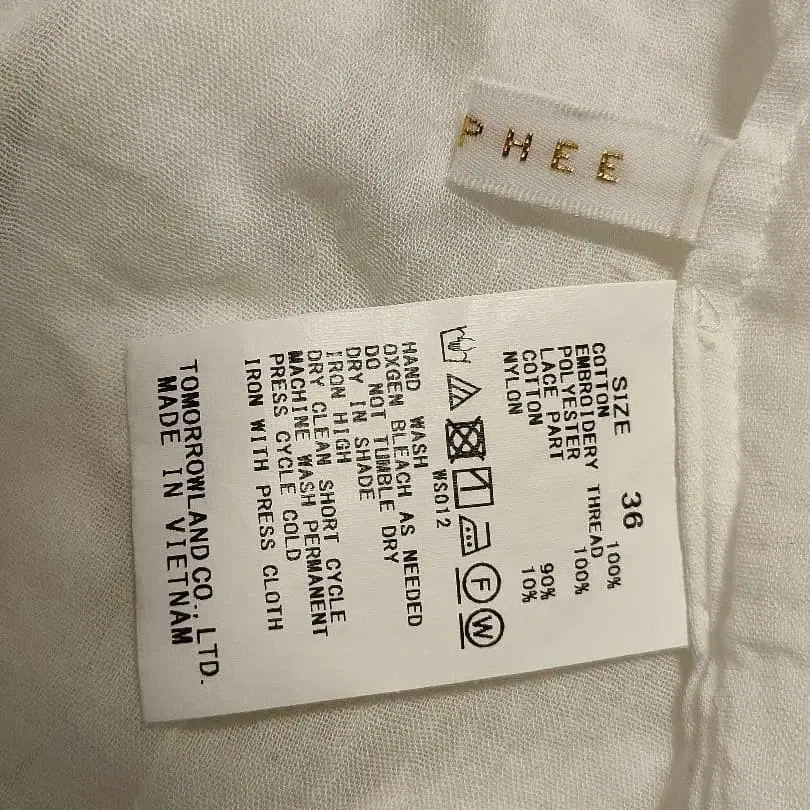 PHEE
SIZE 36
COTTON 100%
EMBROIDERY THREAD
POLYESTER 100%
LACE PART
COTTON 90%
NYLON 10%
F W
WS012
HAND WASH
OXGEN BLEACH AS NEEDED
DO NOT TUMBLE DRY
DRY IN SHADE
IRON HIGH
DRY CLEAN SHORT CYCLE
MACHINE WASH PERMANENT
PRESS CYCLE COLD
IRON WITH PRESS CLOTH
TOMORROWLAND CO., LTD.
MADE IN VIETNAM